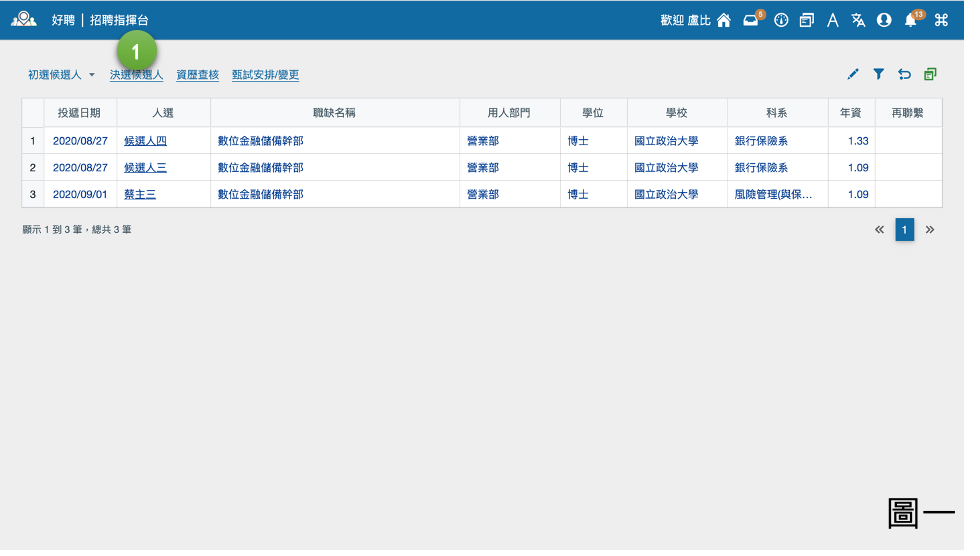 好聘 | 招聘指揮台 歡迎 盧比 6 13
1
初選候選人 決選候選人 資歷查核 甄試安排/變更
投遞日期 人選 職缺名稱 用人部門 學位 學校 科系 年資 再聯繫
1 2020/08/27 候選人四 數位金融儲備幹部 營業部 博士 國立政治大學 銀行保險系 1.33
2 2020/08/27 候選人三 數位金融儲備幹部 營業部 博士 國立政治大學 銀行保險系 1.09
3 2020/09/01 蔡主三 數位金融儲備幹部 營業部 博士 國立政治大學 風險管理(與保... 1.09
顯示 1 到 3 筆，總共 3 筆 « 1 »
圖一